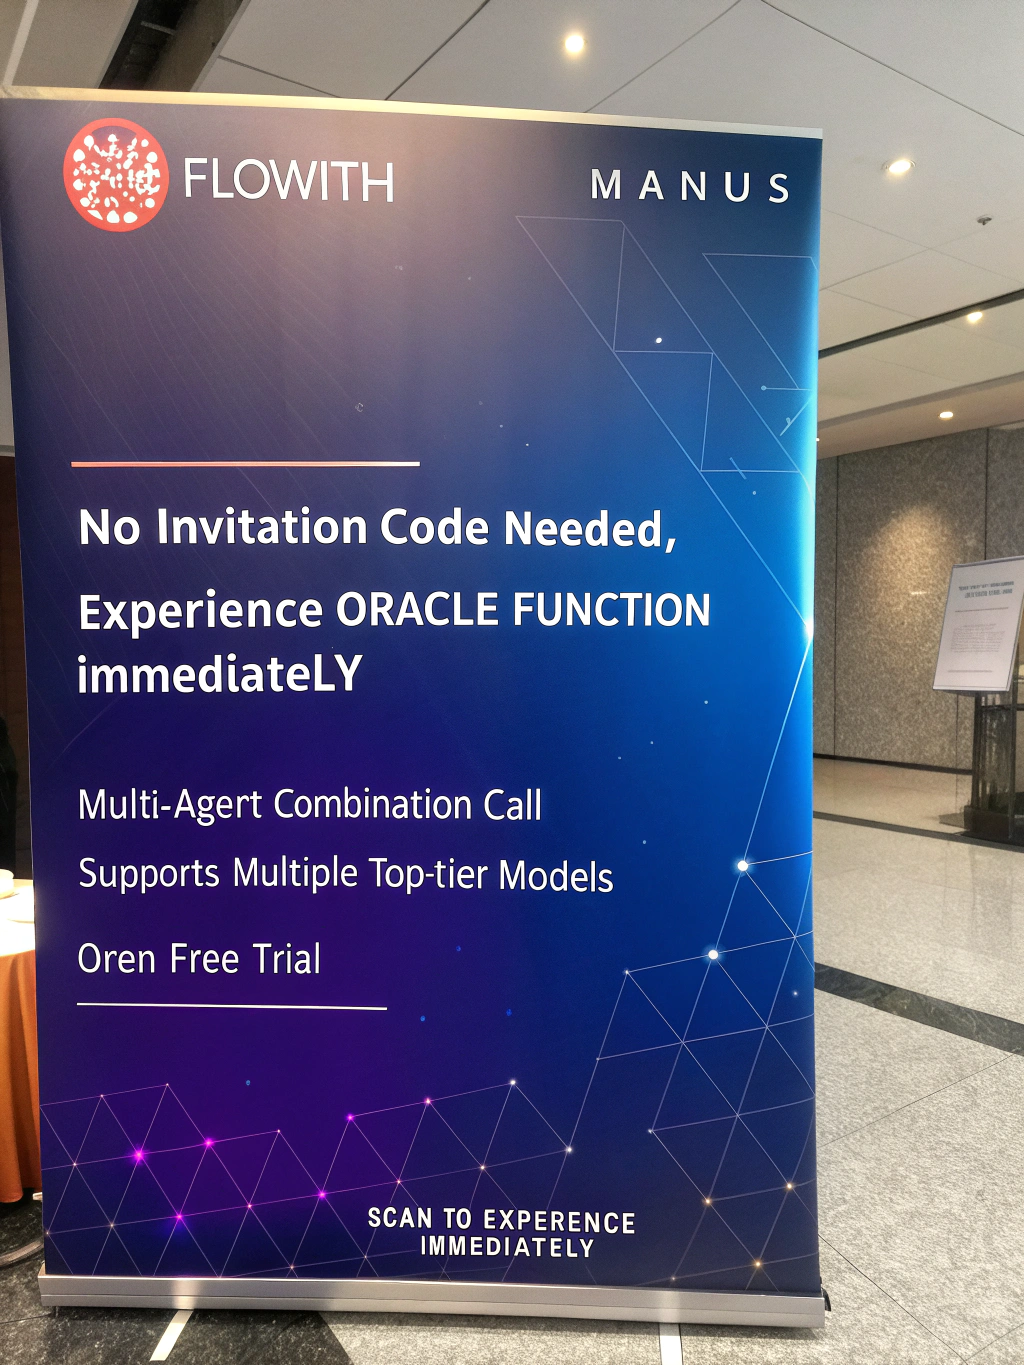 FLOWITH
MANUS
No Invitation Code Needed,
Experience ORACLE FUNCTION
immediateLY
Multi-Agert Combination Call
Supports Multiple Top-tier Models
Oren Free Trial
SCAN TO EXPERENCE
IMMEDIATELY